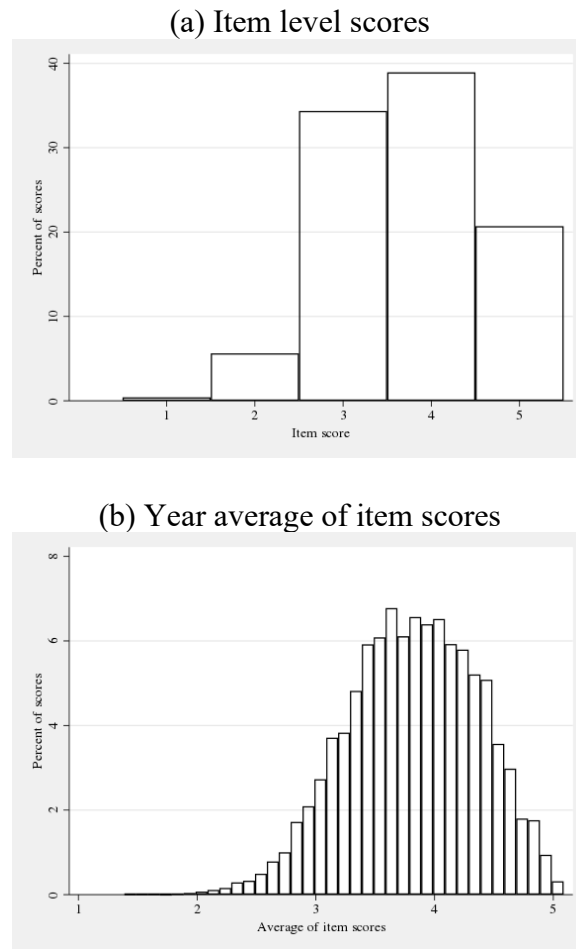 (a) Item level scores
40
30
20
10
0
Percent of scores
1 2 3 4 5
Item score
(b) Year average of item scores
8
6
4
2
0
Percent of scores
1 2 3 4 5
Average of item scores